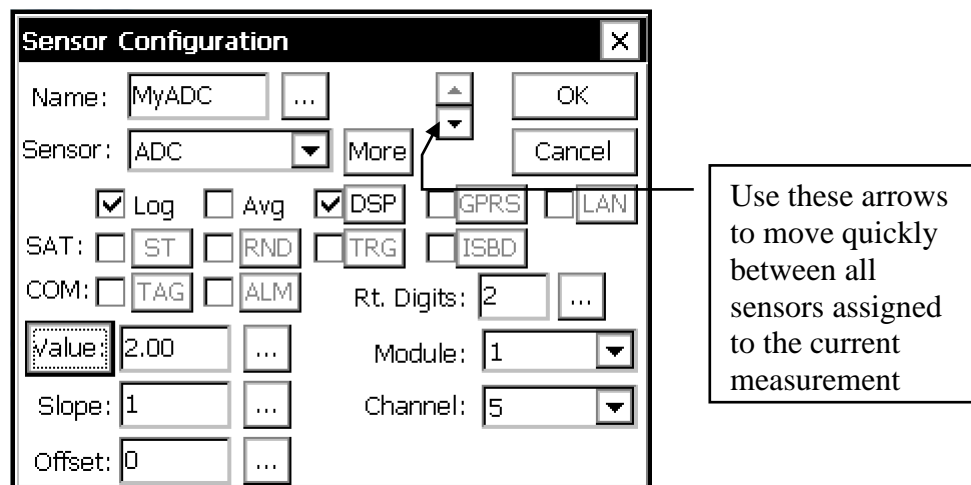 Sensor Configuration
Name: MyADC ... OK
Sensor: ADC More Cancel
Log Avg DSP GPRS LAN
SAT: ST RND TRG ISBD
COM: TAG ALM Rt. Digits: 2 ...
Value: 2.00 ... Module: 1
Slope: 1 ... Channel: 5
Offset: 0 ...
Use these arrows
to move quickly
between all
sensors assigned
to the current
measurement